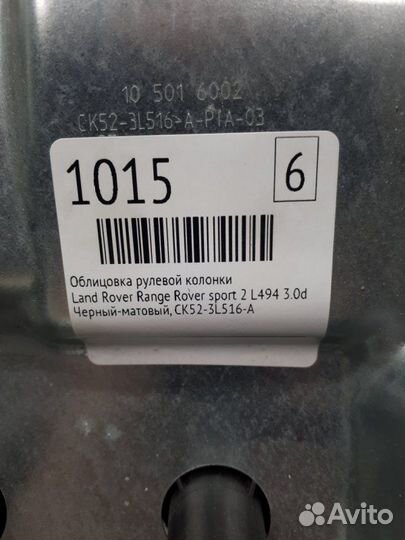 10 501 6002
CK52-3L516-A-PIA-03
1015
6
Облицовка рулевой колонки
Land Rover Range Rover sport 2 L494 3.0d
Черный-матовый, CK52-3L516-A
Avito